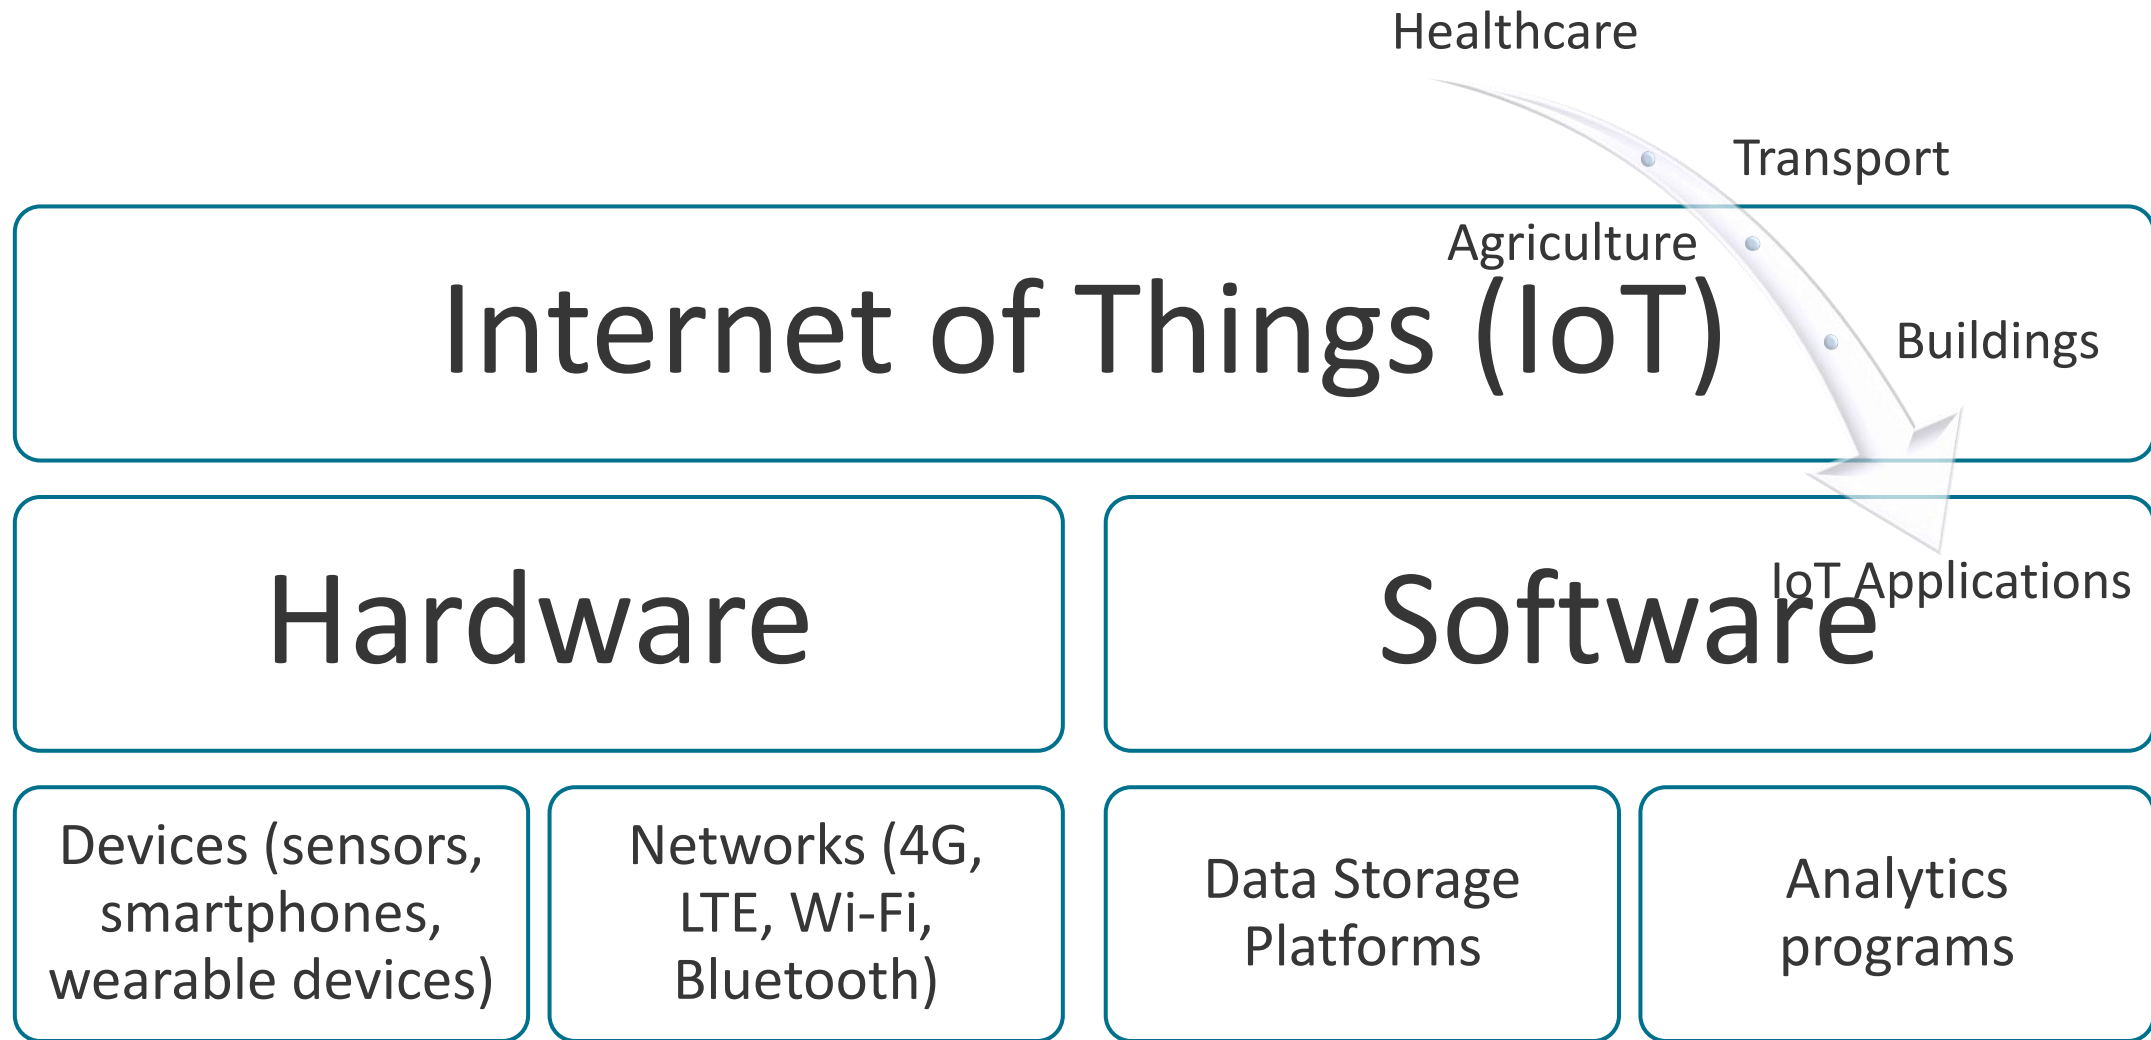 Healthcare
Transport
Agriculture
Internet of Things (IoT)
Buildings
Hardware
Software
IoT Applications
Devices (sensors,
smartphones,
wearable devices)
Networks (4G,
LTE, Wi-Fi,
Bluetooth)
Data Storage
Platforms
Analytics
programs